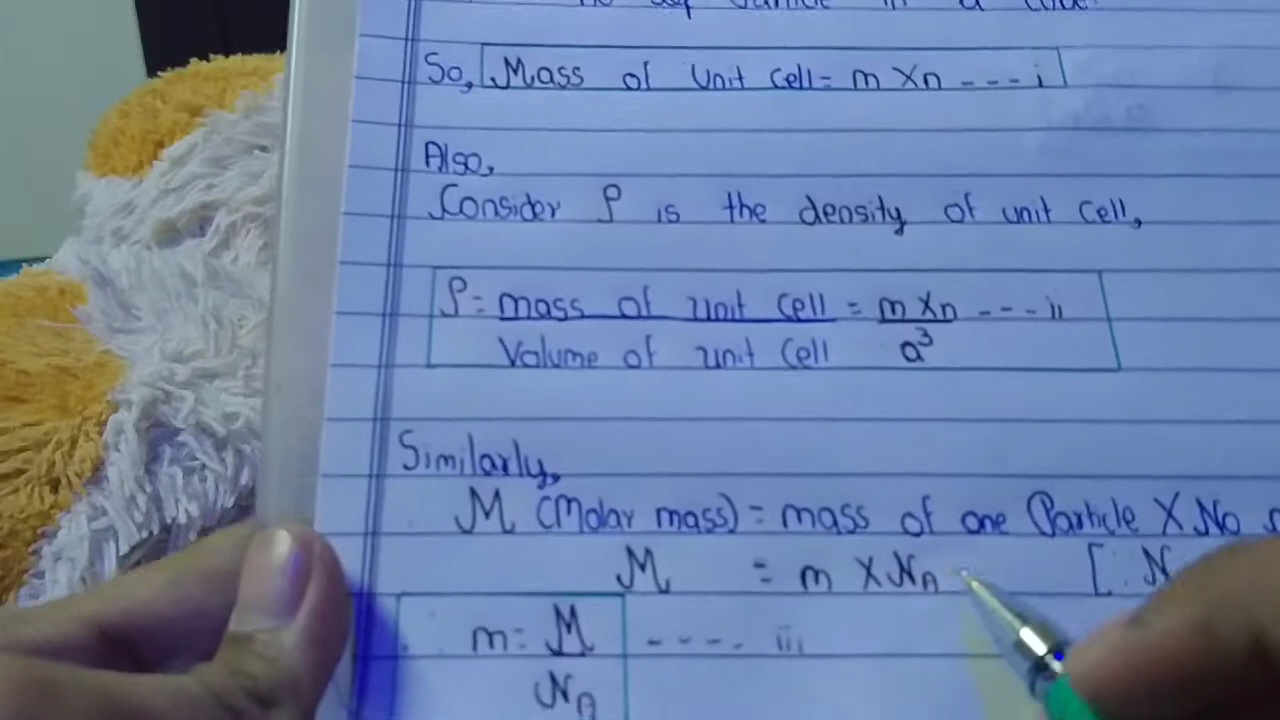 in a
So, Mass of unit cell = m × n - - - i
Also,
Consider ρ is the density of unit cell,
ρ = mass of unit cell = m × n - - - ii
Volume of unit cell a³
Similarly,
M (Molar mass) = mass of one Particle × No
M = m × NA [∵ N
m = M - - - - iii
NA